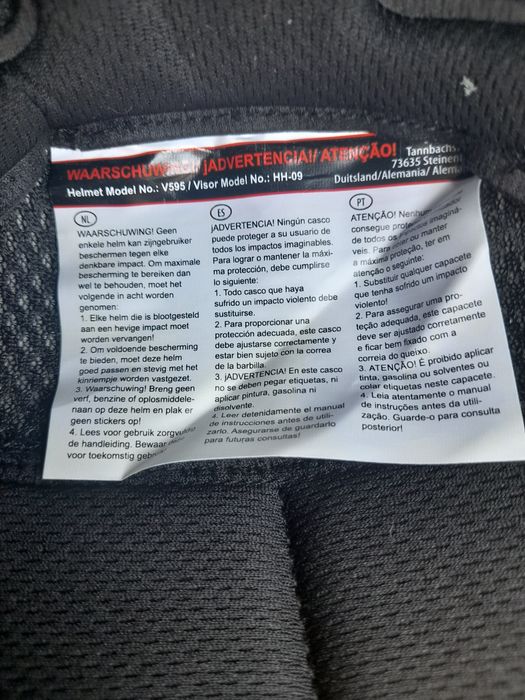 WAARSCHUWING! ¡ADVERTENCIA! ATENÇÃO!
Helmet Model No.: V595 / Visor Model No.: HH-09
Tannbachs
73635 Steinen
Duitsland/Alemania/ Alem
NL
WAARSCHUWING! Geen
enkele helm kan zijngebruiker
beschermen tegen elke
denkbare impact. Om maximale
bescherming te bereiken dan
wel te behouden, moet het
volgende in acht worden
genomen:
1. Elke helm die is blootgesteld
aan een hevige impact moet
worden vervangen!
2. Om voldoende bescherming
te bieden, moet deze helm
goed passen en stevig met het
kinriempje worden vastgezet.
3. Waarschuwing! Breng geen
verf, benzine of oplosmiddele-
naan op deze helm en plak er
geen stickers op!
4. Lees voor gebruik zorgvuldig
de handleiding. Bewaar deze
voor toekomstig gebr
ES
¡ADVERTENCIA! Ningún casco
puede proteger a su usuario de
todos los impactos imaginables.
Para lograr o mantener la máxi-
ma protección, debe cumplirse
lo siguiente:
1. Todo casco que haya
sufrido un impacto violento debe
sustituirse.
2. Para proporcionar una
protección adecuada, este casco
debe ajustarse correctamente y
estar bien sujeto con la correa
de la barbilla.
3. ¡ADVERTENCIA! En este casco
no se deben pegar etiquetas, ni
aplicar pintura, gasolina ni
disolvente.
4. Leer detenidamente el manual
de instrucciones antes de utili-
zarlo. Asegurarse de guardarlo
para futuras consultas!
PT
ATENÇÃO! Nenhum capacete
consegue proteger
de todos os imaginá-
veis. Para obter ou manter
a máxima proteção, ter em
atenção o seguinte:
1. Substituir qualquer capacete
que tenha sofrido um impacto
violento!
2. Para assegurar uma pro-
teção adequada, este capacete
deve ser ajustado corretamente
e ficar bem fixado com a
correia do queixo.
3. ATENÇÃO! É proibido aplicar
tinta, gasolina ou solventes ou
colar etiquetas neste capacete.
4. Leia atentamente o manual
de instruções antes da utili-
zação. Guarde-o para consulta
posterior!